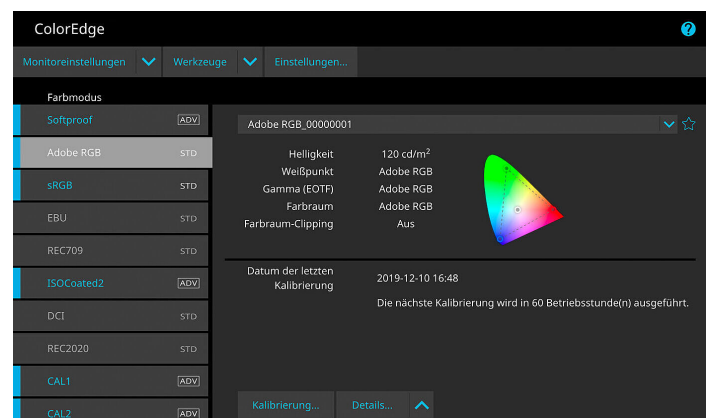 ColorEdge
Monitoreinstellungen Werkzeuge Einstellungen...
Farbmodus
Softproof ADV
Adobe RGB STD
sRGB STD
EBU STD
REC709 STD
ISOCoated2 ADV
DCI STD
REC2020 STD
CAL1 ADV
CAL2 ADV
Adobe RGB_00000001
Helligkeit 120 cd/m²
Weißpunkt Adobe RGB
Gamma (EOTF) Adobe RGB
Farbraum Adobe RGB
Farbraum-Clipping Aus
Datum der letzten
Kalibrierung
2019-12-10 16:48
Die nächste Kalibrierung wird in 60 Betriebsstunde(n) ausgeführt.
Kalibrierung... Details...